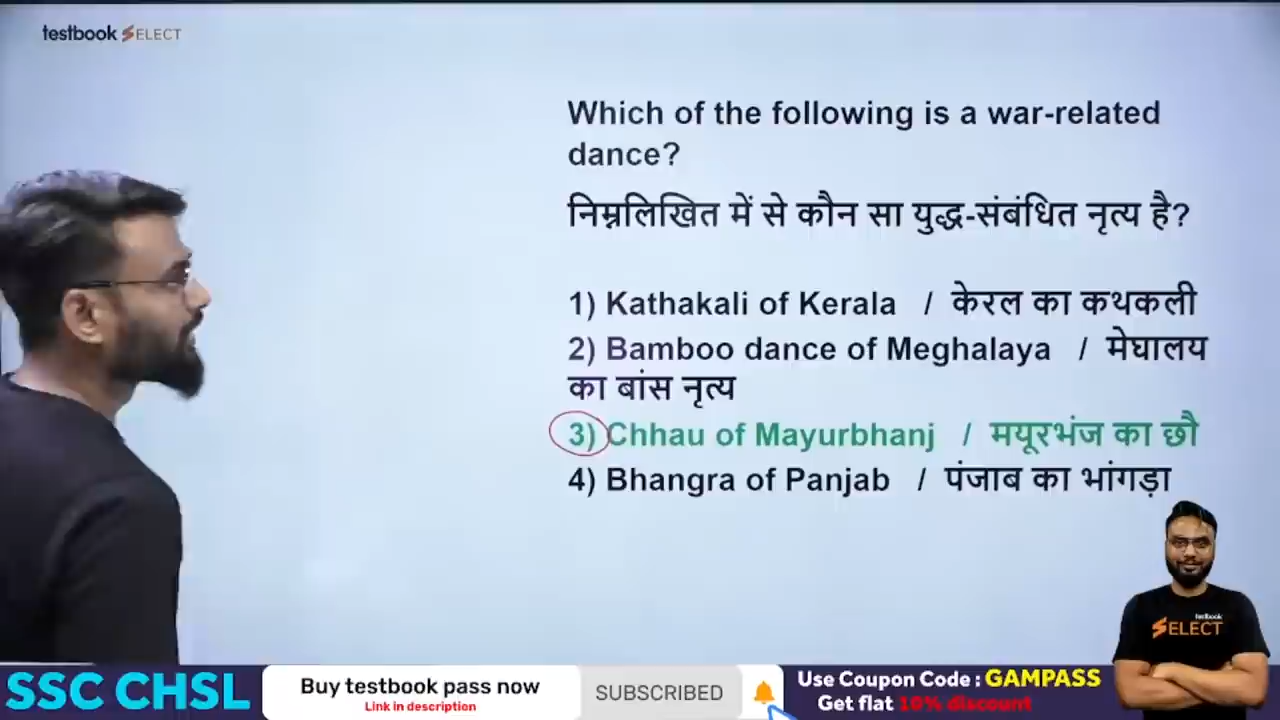 testbook SELECT
Which of the following is a war-related
dance?
निम्नलिखित में से कौन सा युद्ध-संबंधित नृत्य है?
1) Kathakali of Kerala / केरल का कथकली
2) Bamboo dance of Meghalaya / मेघालय
का बांस नृत्य
3) Chhau of Mayurbhanj / मयूरभंज का छौ
4) Bhangra of Panjab / पंजाब का भांगड़ा
testbook
SELECT
SSC CHSL
Buy testbook pass now
Link in description
SUBSCRIBED
Use Coupon Code : GAMPASS
Get flat 10% discount